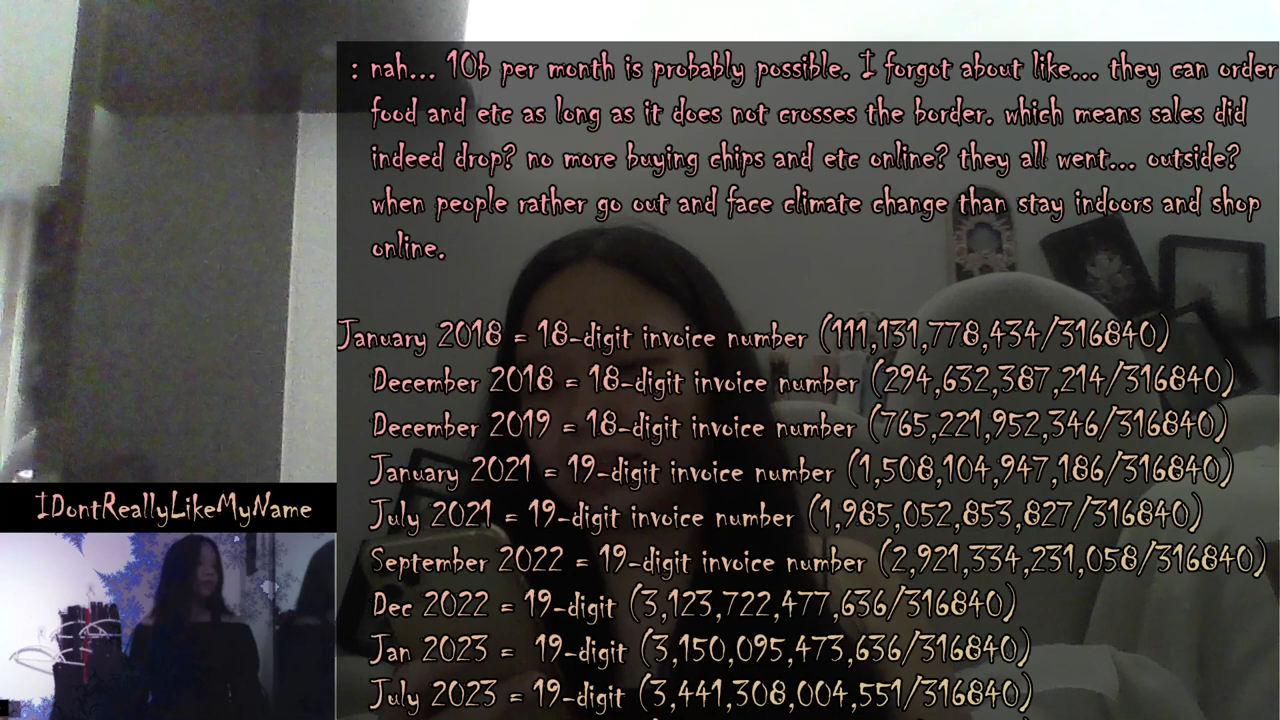 : nah... 10b per month is probably possible. I forgot about like... they can order
food and etc as long as it does not crosses the border. which means sales did
indeed drop? no more buying chips and etc online? they all went... outside?
when people rather go out and face climate change than stay indoors and shop
online.
January 2018 = 18-digit invoice number (111,131,778,434/316840)
December 2018 = 18-digit invoice number (294,632,387,214/316840)
December 2019 = 18-digit invoice number (765,221,952,346/316840)
January 2021 = 19-digit invoice number (1,508,104,947,186/316840)
July 2021 = 19-digit invoice number (1,985,052,853,827/316840)
September 2022 = 19-digit invoice number (2,921,334,231,058/316840)
Dec 2022 = 19-digit (3,123,722,477,636/316840)
Jan 2023 = 19-digit (3,150,095,473,636/316840)
July 2023 = 19-digit (3,441,308,004,551/316840)
IDontReallyLikeMyName